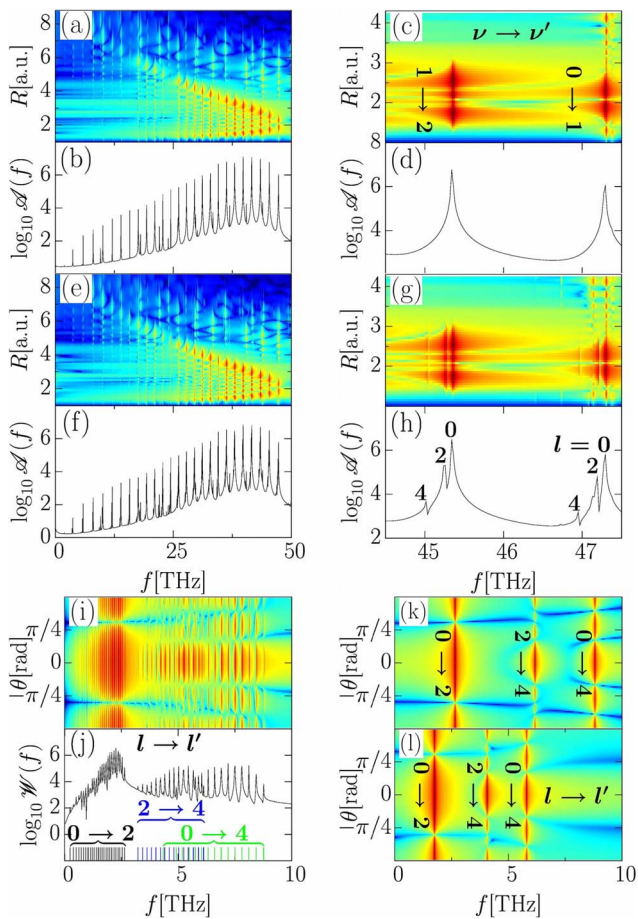 (a)
R[a.u.]
8
6
4
2
(b)
log₁₀ 𝒜(f)
6
4
2
(e)
R[a.u.]
8
6
4
2
(f)
log₁₀ 𝒜(f)
6
4
2
0
0 25 50
f[THz]
(c)
ν → ν′
R[a.u.]
4
3
2
1 → 2
0 → 1
(d)
log₁₀ 𝒜(f)
8
6
4
(g)
R[a.u.]
4
3
2
(h)
log₁₀ 𝒜(f)
6
4
2
4 2 0
l = 0
2
4
45 46 47
f[THz]
(i)
|θ[rad]
π/4
0
−π/4
(j)
l → l′
log₁₀ 𝒲(f)
6
4
2
0
0 → 2
2 → 4
0 → 4
0 5 10
f[THz]
(k)
|θ[rad]
π/4
0
−π/4
0 → 2
2 → 4
0 → 4
(l)
|θ[rad]
π/4
0
π/4
0 → 2
2 → 4
0 → 4
l → l′
0 5 10
f[THz]